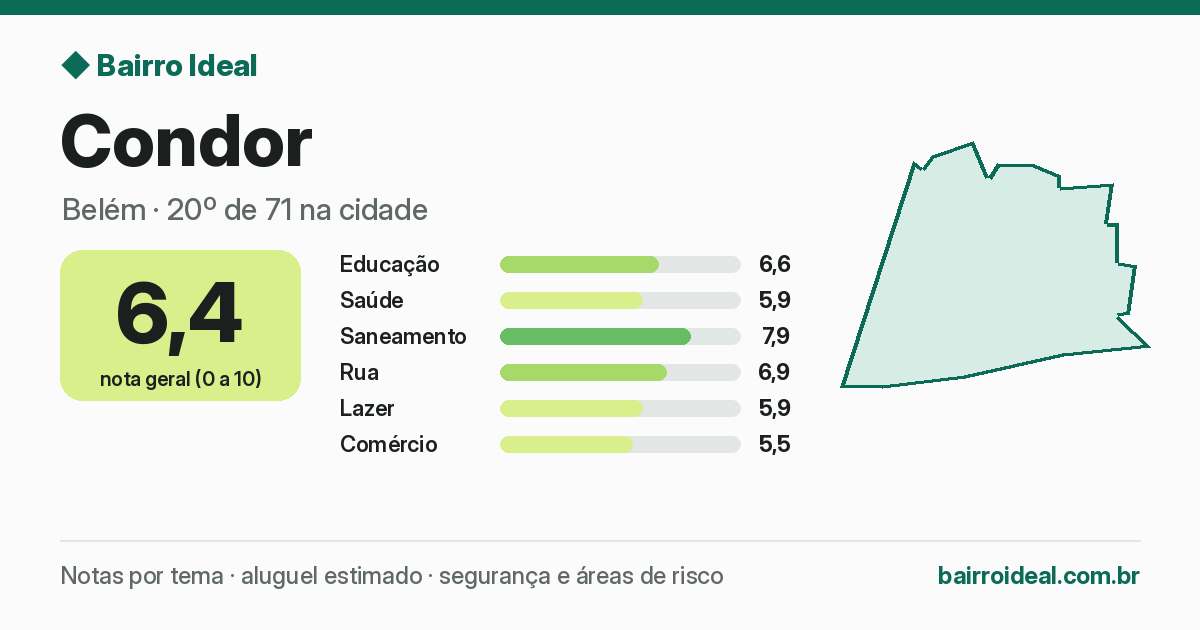 Bairro Ideal
Condor
Belém · 20º de 71 na cidade
6,4
nota geral (0 a 10)
Educação 6,6
Saúde 5,9
Saneamento 7,9
Rua 6,9
Lazer 5,9
Comércio 5,5
Notas por tema · aluguel estimado · segurança e áreas de risco
bairroideal.com.br